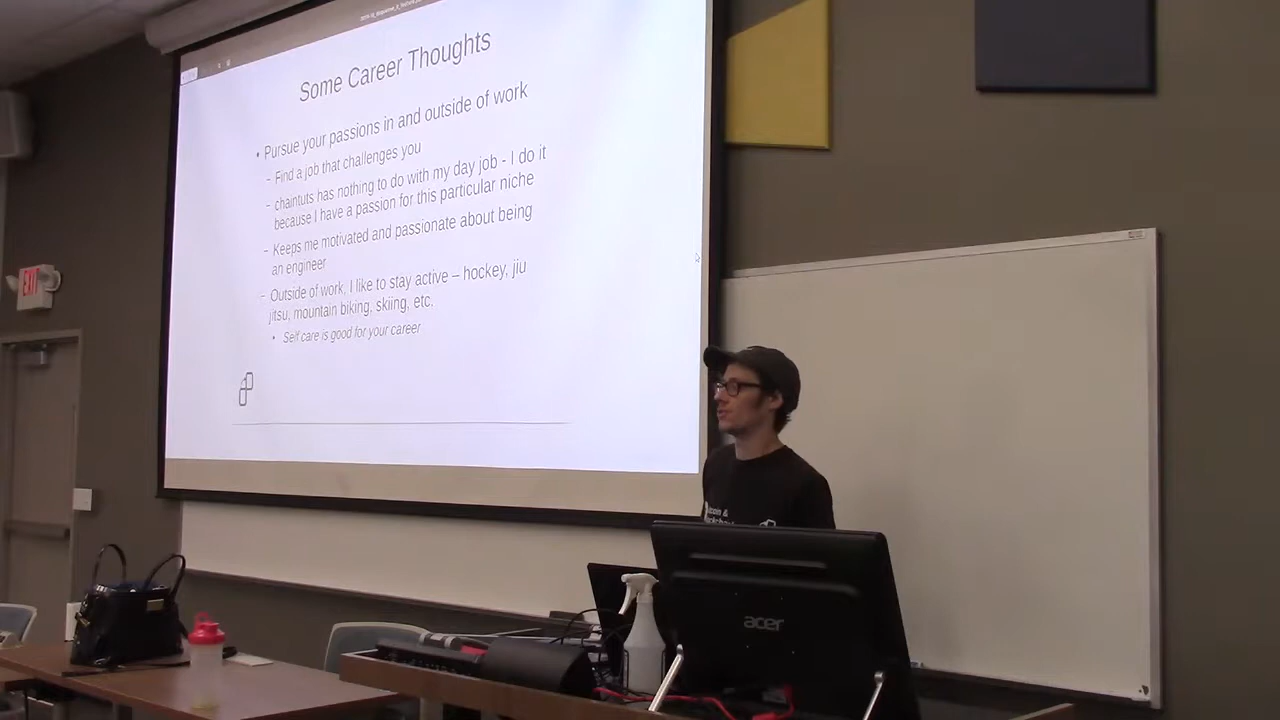 Some Career Thoughts
• Pursue your passions in and outside of work
– Find a job that challenges you
– chaintuts has nothing to do with my day job - I do it
because I have a passion for this particular niche
– Keeps me motivated and passionate about being
an engineer
– Outside of work, I like to stay active – hockey, jiu
jitsu, mountain biking, skiing, etc.
• Self care is good for your career
EXIT
acer